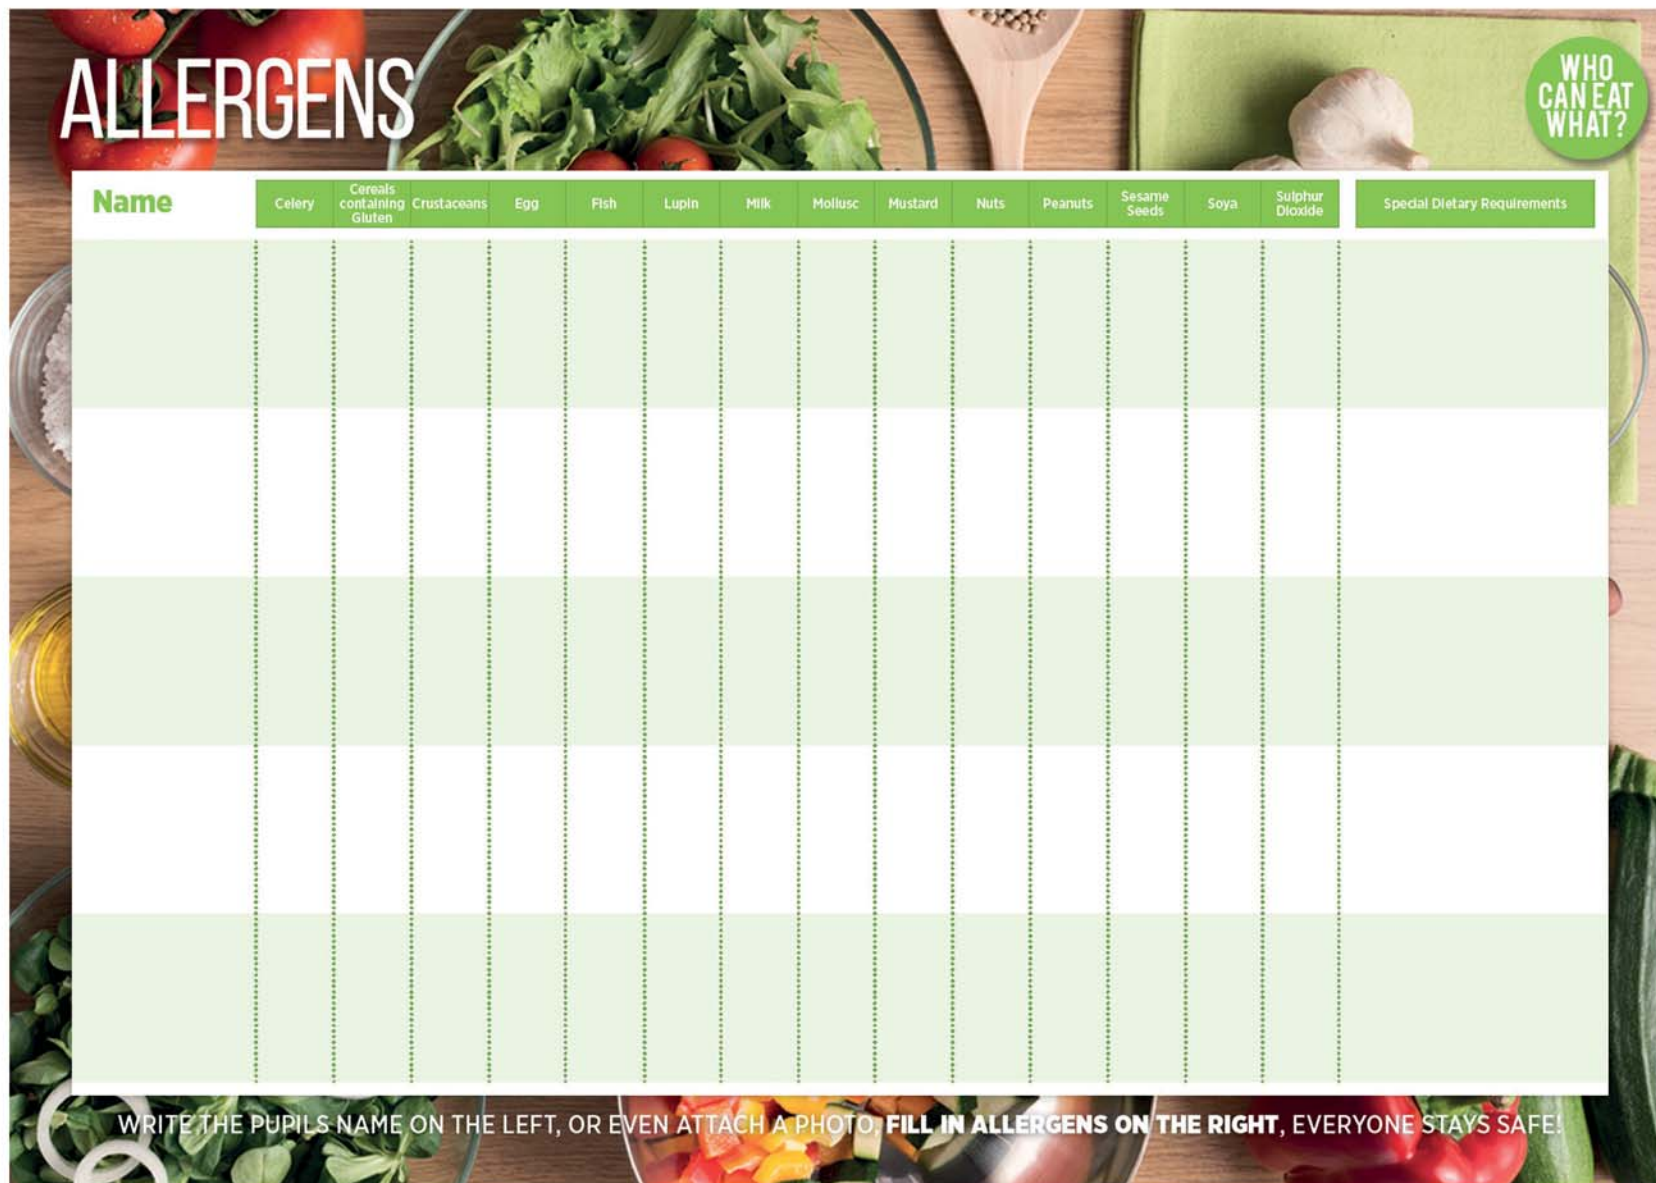 ALLERGENS
WHO
CAN EAT
WHAT?
Name
Celery
Cereals
containing
Gluten
Crustaceans
Egg
Fish
Lupin
Milk
Mollusc
Mustard
Nuts
Peanuts
Sesame
Seeds
Soya
Sulphur
Dioxide
Special Dietary Requirements
WRITE THE PUPILS NAME ON THE LEFT, OR EVEN ATTACH A PHOTO, FILL IN ALLERGENS ON THE RIGHT, EVERYONE STAYS SAFE!